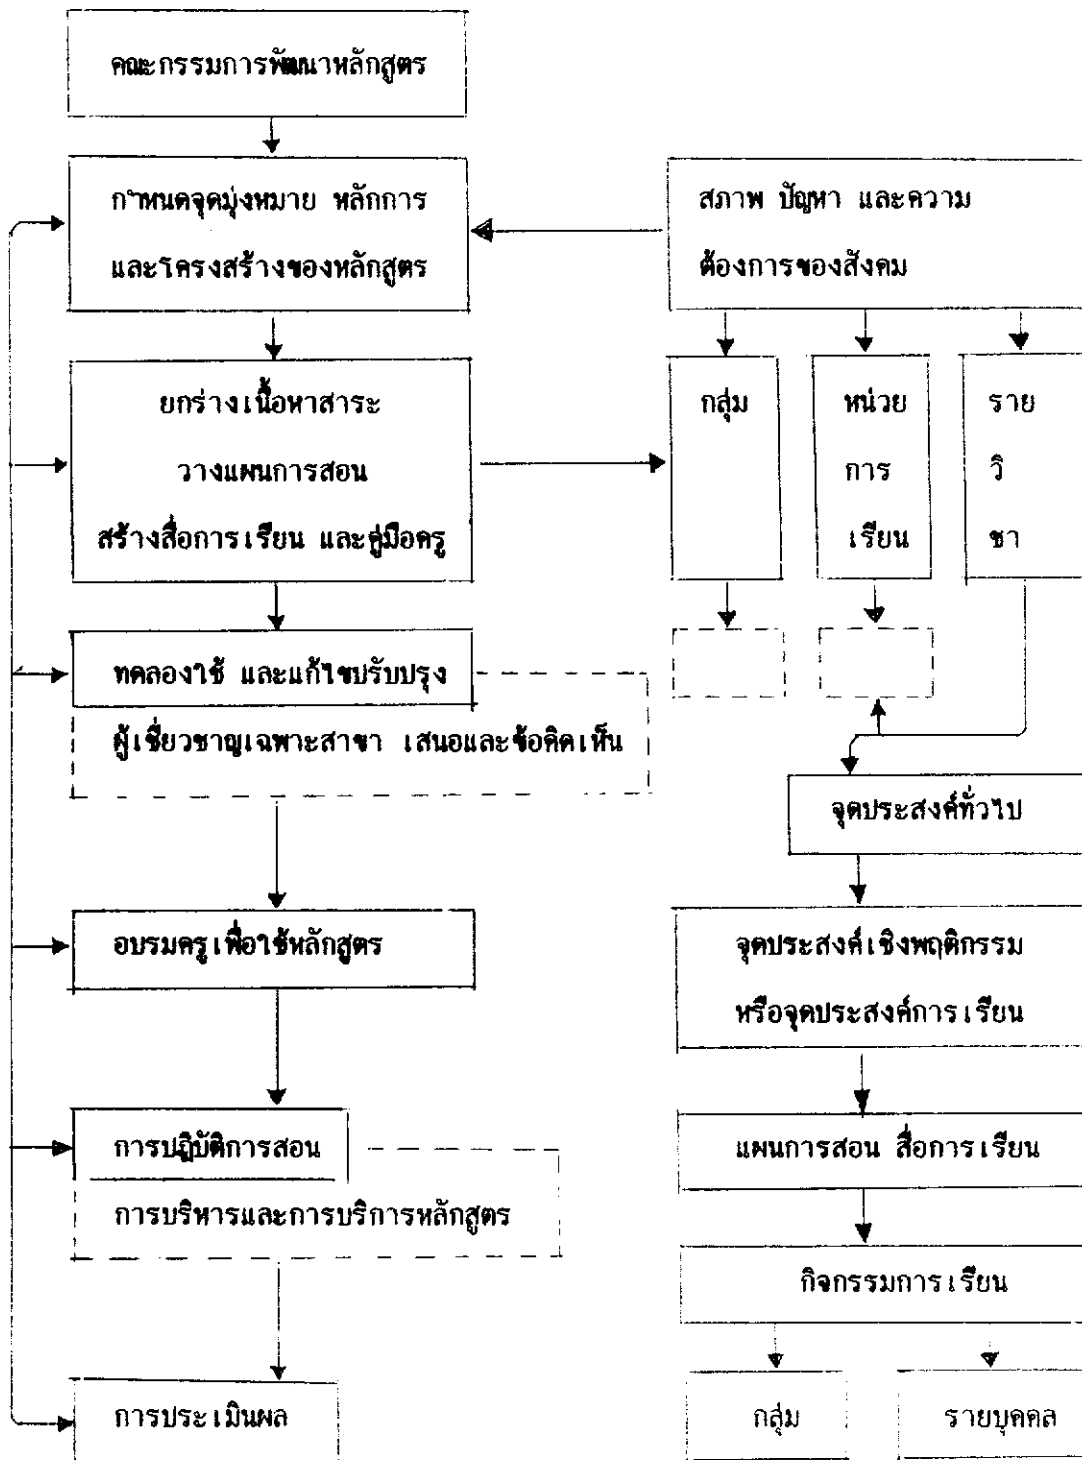 คณะกรรมการพัฒนาหลักสูตร
กำหนดจุดมุ่งหมาย หลักการ
และโครงสร้างของหลักสูตร
สภาพ ปัญหา และความ
ต้องการของสังคม
ยกร่างเนื้อหาสาระ
วางแผนการสอน
สร้างสื่อการเรียน และคู่มือครู
กลุ่ม
หน่วย
การ
เรียน
ราย
วิ
ชา
ทดลองใช้ และแก้ไขปรับปรุง
ผู้เชี่ยวชาญเฉพาะสาขา เสนอและข้อคิดเห็น
จุดประสงค์ทั่วไป
อบรมครูเพื่อใช้หลักสูตร
จุดประสงค์เชิงพฤติกรรม
หรือจุดประสงค์การเรียน
การปฏิบัติการสอน
การบริหารและการบริการหลักสูตร
แผนการสอน สื่อการเรียน
กิจกรรมการเรียน
การประเมินผล
กลุ่ม
รายบุคคล